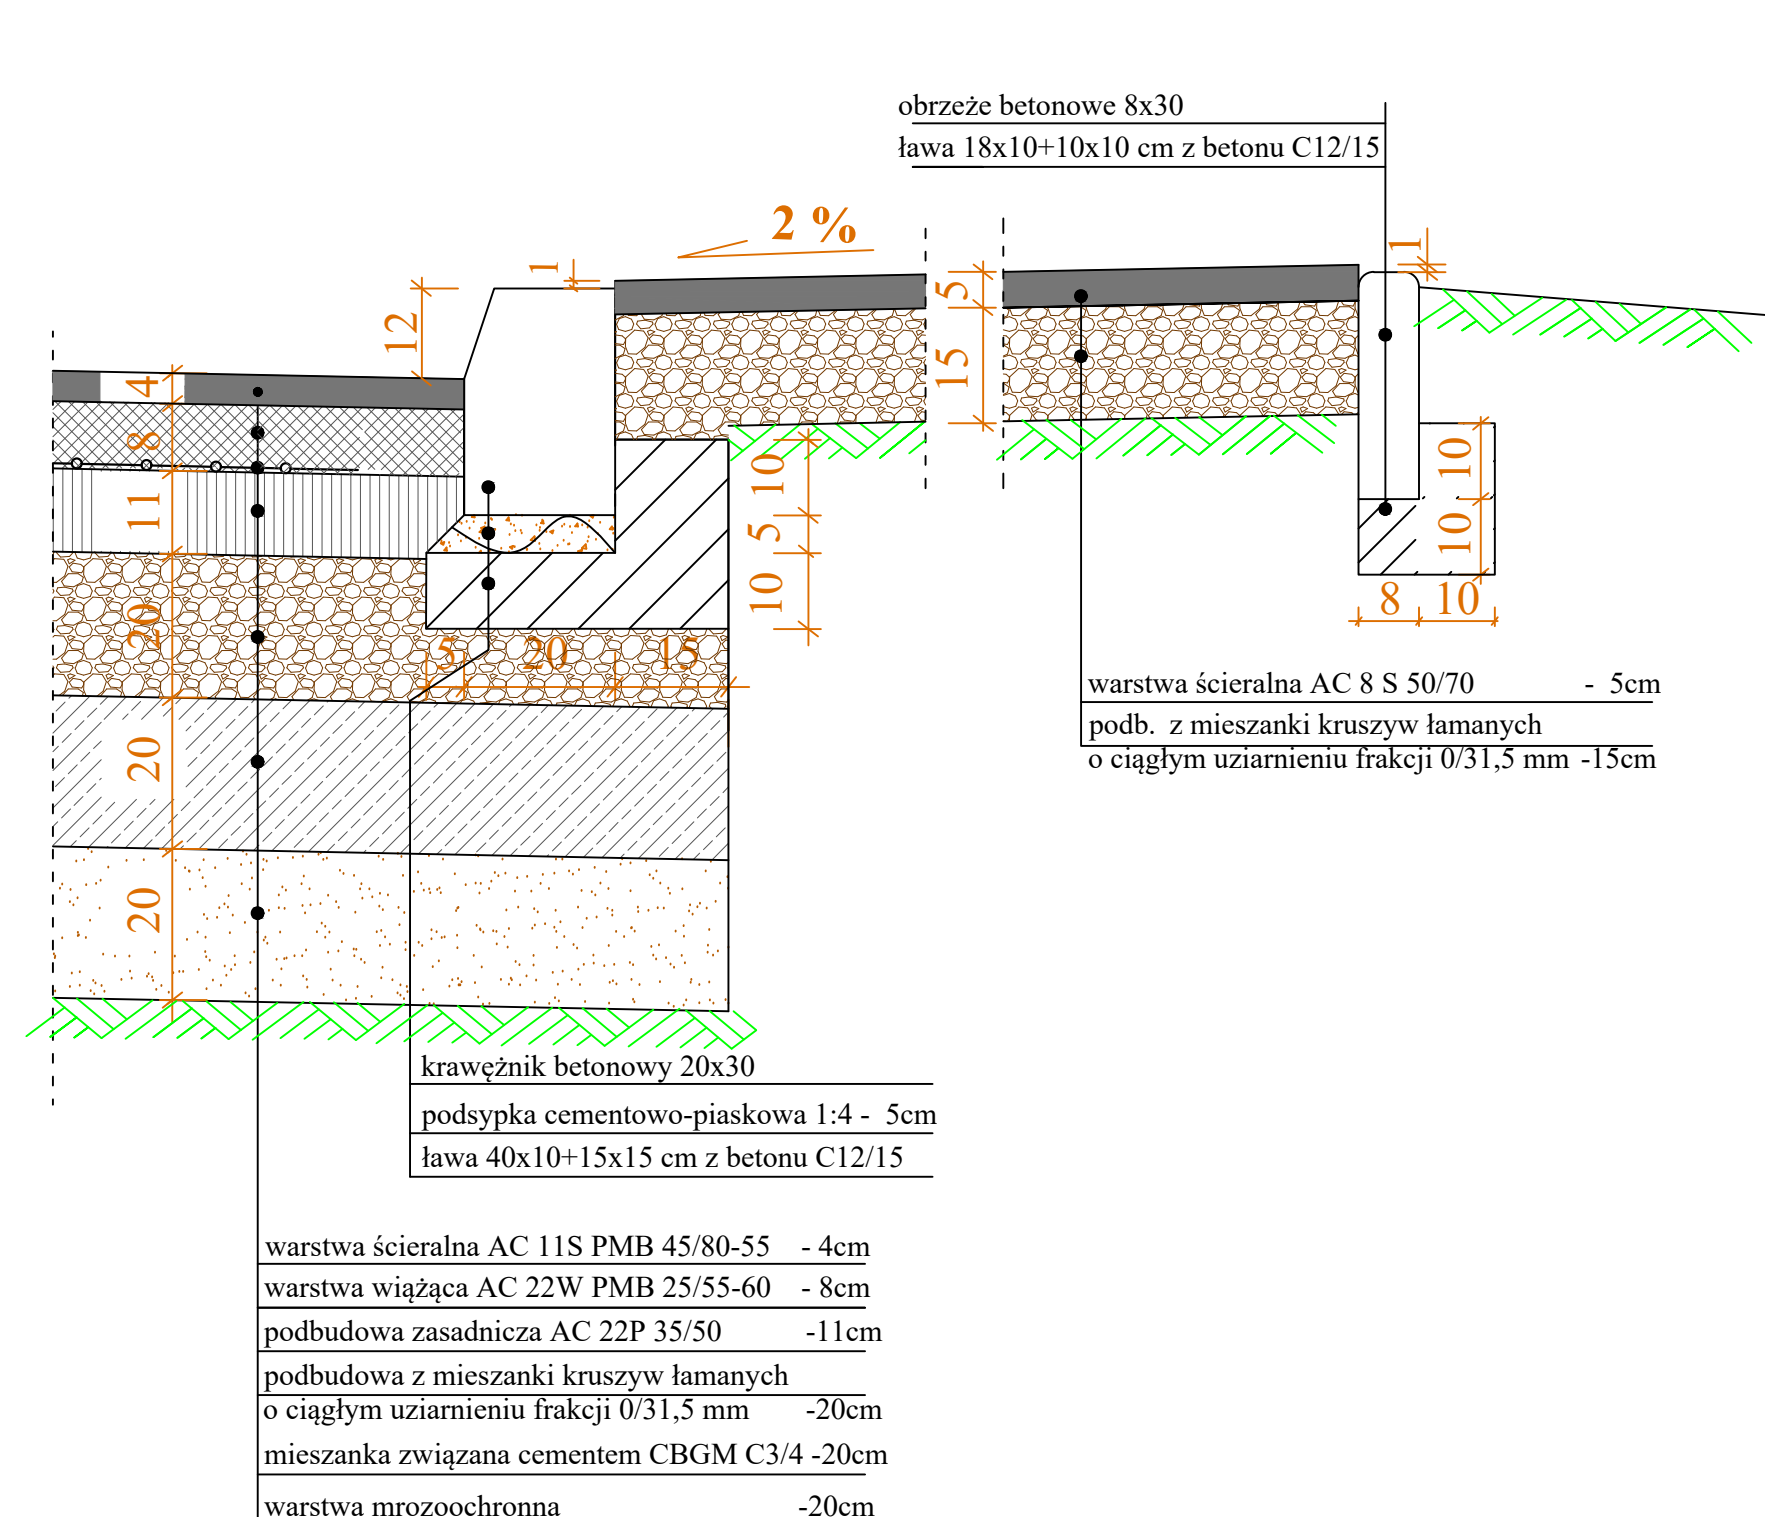 obrzeże betonowe 8x30
ława 18x10+10x10 cm z betonu C12/15
2 %
1
1
12
5
15
4
8
11
20
20
20
10
5
10
5
20
15
10
10
8
10
warstwa ścieralna AC 8 S 50/70 - 5cm
podb. z mieszanki kruszyw łamanych
o ciągłym uziarnieniu frakcji 0/31,5 mm -15cm
krawężnik betonowy 20x30
podsypka cementowo-piaskowa 1:4 - 5cm
ława 40x10+15x15 cm z betonu C12/15
warstwa ścieralna AC 11S PMB 45/80-55 - 4cm
warstwa wiążąca AC 22W PMB 25/55-60 - 8cm
podbudowa zasadnicza AC 22P 35/50 -11cm
podbudowa z mieszanki kruszyw łamanych
o ciągłym uziarnieniu frakcji 0/31,5 mm -20cm
mieszanka związana cementem CBGM C3/4 -20cm
warstwa mrozoochronna -20cm